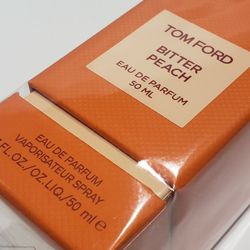 TOM FORD
BITTER
PEACH
EAU DE PARFUM
50 ML
EAU DE PARFUM
VAPORISATEUR SPRAY
FL.OZ./OZ.LIQ./50 ml e